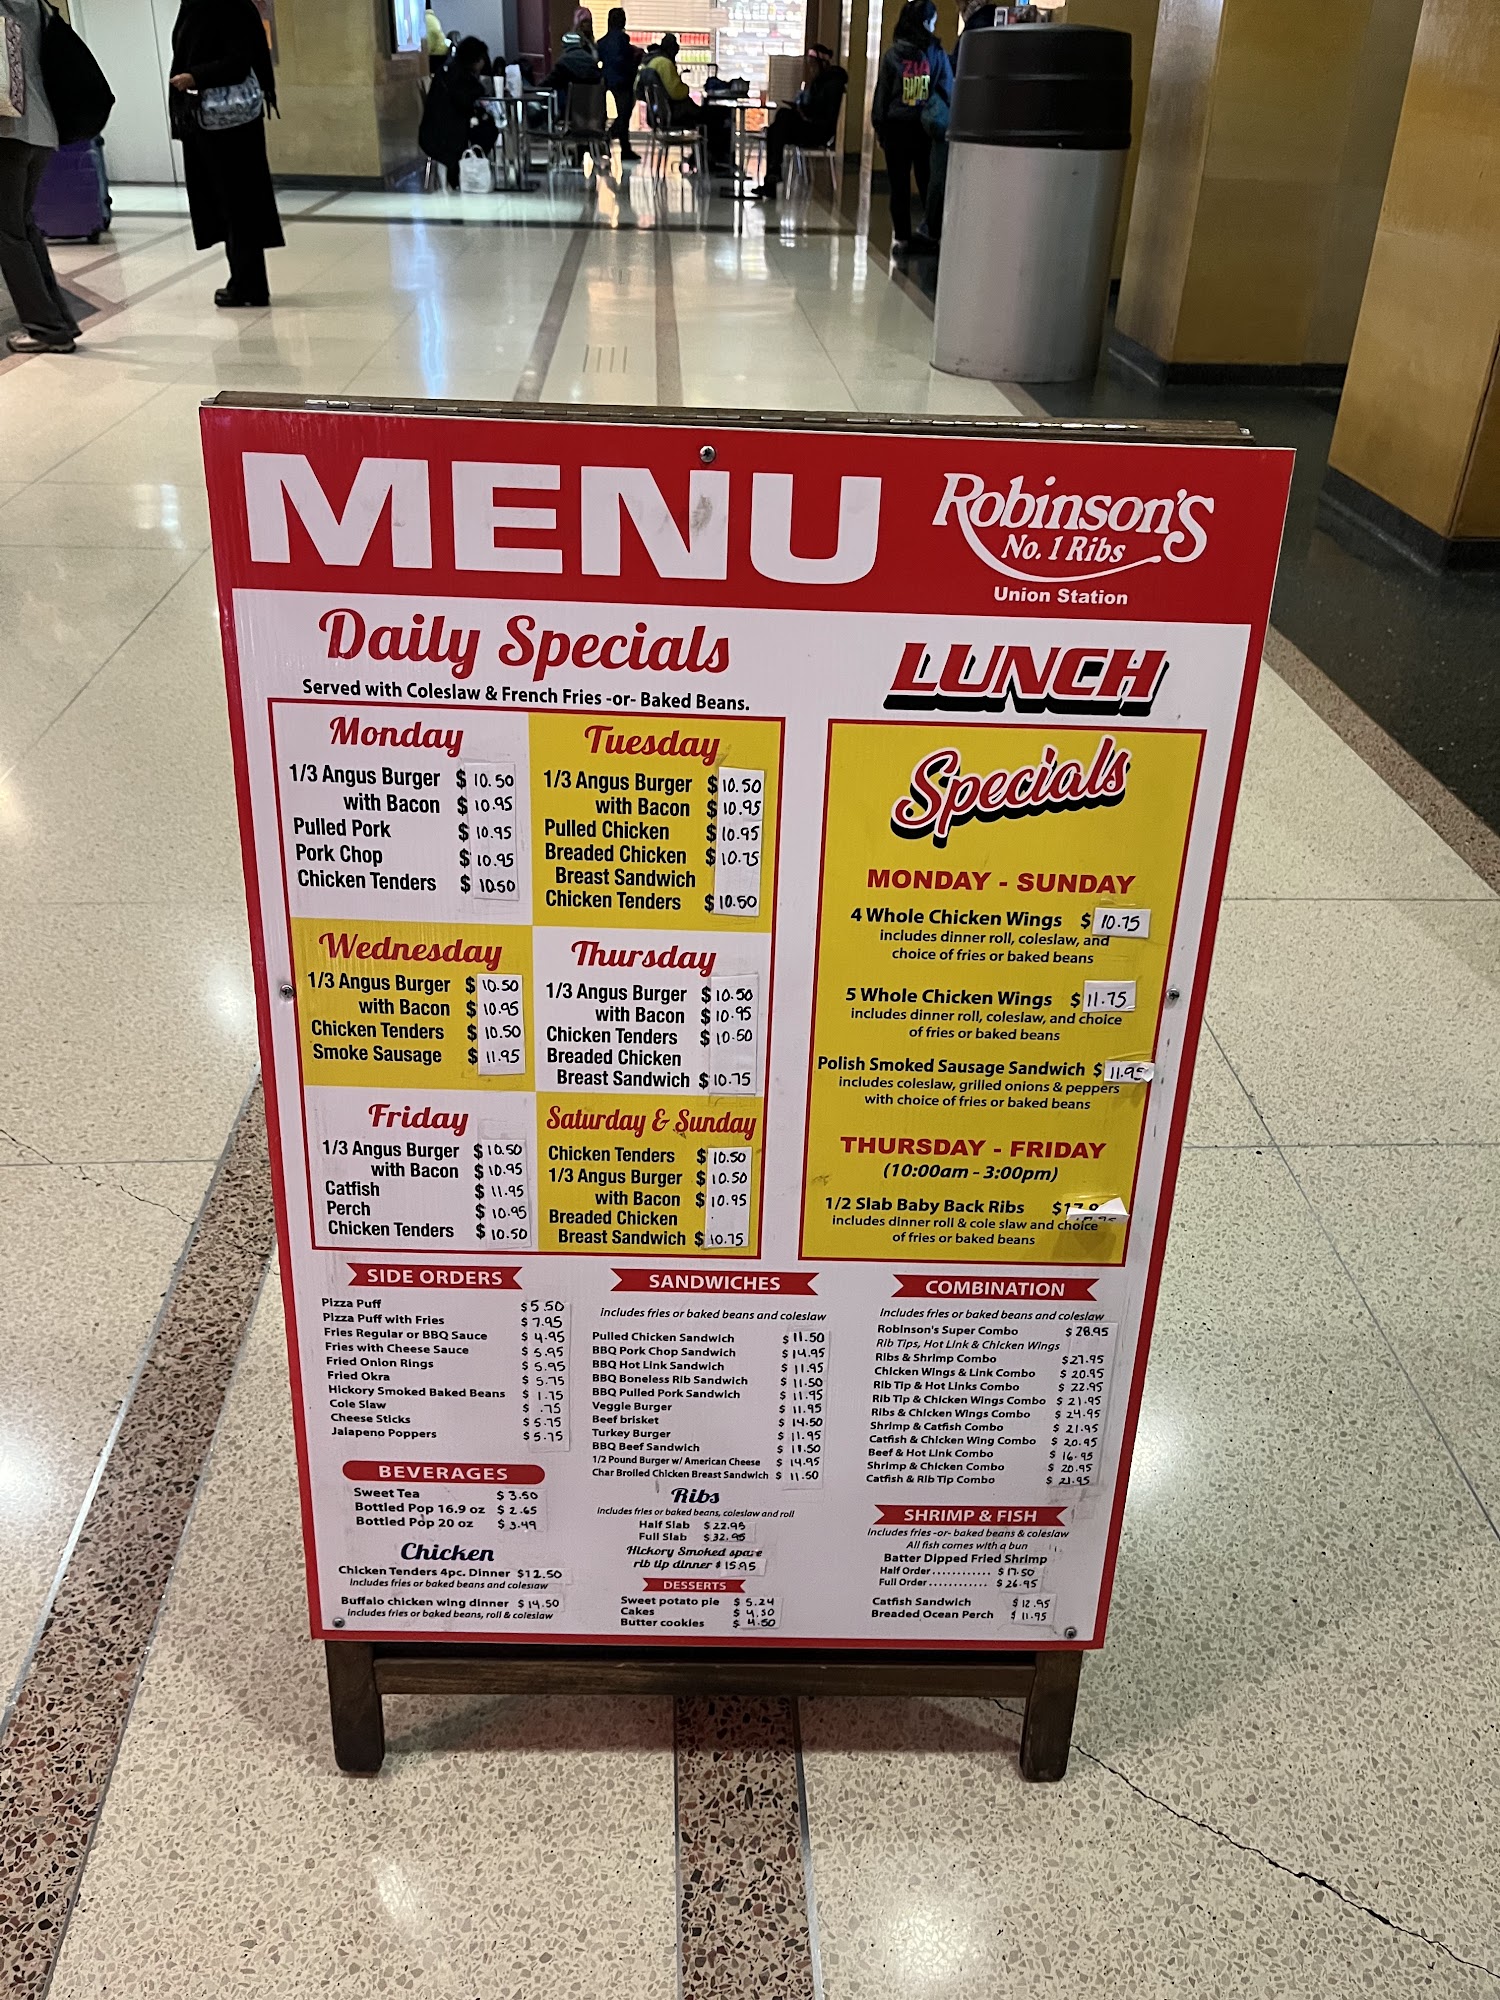 MENU
Robinson's
No. 1 Ribs
Union Station
Daily Specials
Served with Coleslaw & French Fries -or- Baked Beans.
Monday
1/3 Angus Burger $ 10.50
with Bacon $ 10.95
Pulled Pork $ 10.95
Pork Chop $ 10.95
Chicken Tenders $ 10.50
Tuesday
1/3 Angus Burger $ 10.50
with Bacon $ 10.95
Pulled Chicken $ 10.95
Breaded Chicken $ 10.75
Breast Sandwich
Chicken Tenders $ 10.50
Wednesday
1/3 Angus Burger $ 10.50
with Bacon $ 10.95
Chicken Tenders $ 10.50
Smoke Sausage $ 11.95
Thursday
1/3 Angus Burger $ 10.50
with Bacon $ 10.95
Chicken Tenders $ 10.50
Breaded Chicken
Breast Sandwich $ 10.75
Friday
1/3 Angus Burger $ 10.50
with Bacon $ 10.95
Catfish $ 11.95
Perch $ 10.95
Chicken Tenders $ 10.50
Saturday & Sunday
Chicken Tenders $ 10.50
1/3 Angus Burger $ 10.50
with Bacon $ 10.95
Breaded Chicken
Breast Sandwich $ 10.75
LUNCH
Specials
MONDAY - SUNDAY
4 Whole Chicken Wings $ 10.75
includes dinner roll, coleslaw, and
choice of fries or baked beans
5 Whole Chicken Wings $ 11.75
includes dinner roll, coleslaw, and choice
of fries or baked beans
Polish Smoked Sausage Sandwich $ 11.95
includes coleslaw, grilled onions & peppers
with choice of fries or baked beans
THURSDAY - FRIDAY
(10:00am - 3:00pm)
1/2 Slab Baby Back Ribs
includes dinner roll & cole slaw and choice
of fries or baked beans
SIDE ORDERS
Pizza Puff $ 5.50
Pizza Puff with Fries $ 7.95
Fries Regular or BBQ Sauce $ 4.95
Fries with Cheese Sauce $ 5.95
Fried Onion Rings $ 5.95
Fried Okra $ 5.75
Hickory Smoked Baked Beans $ 1.75
Cole Slaw $ .75
Cheese Sticks $ 5.75
Jalapeno Poppers $ 5.75
BEVERAGES
Sweet Tea $ 3.50
Bottled Pop 16.9 oz $ 2.65
Bottled Pop 20 oz $ 3.49
Chicken
Chicken Tenders 4pc. Dinner $12.50
includes fries or baked beans and coleslaw
Buffalo chicken wing dinner $ 14.50
includes fries or baked beans, roll & coleslaw
SANDWICHES
includes fries or baked beans and coleslaw
Pulled Chicken Sandwich $ 11.50
BBQ Pork Chop Sandwich $ 14.95
BBQ Hot Link Sandwich $ 11.95
BBQ Boneless Rib Sandwich $ 11.50
BBQ Pulled Pork Sandwich $ 11.95
Veggie Burger $ 11.95
Beef brisket $ 14.50
Turkey Burger $ 11.95
BBQ Beef Sandwich $ 11.50
1/2 Pound Burger w/ American Cheese $ 14.95
Char Broiled Chicken Breast Sandwich $ 11.50
Ribs
includes fries or baked beans, coleslaw and roll
Half Slab $ 22.95
Full Slab $ 32.95
Hickory Smoked spare
rib tip dinner $ 15.95
DESSERTS
Sweet potato pie $ 5.24
Cakes $ 4.50
Butter cookies $ 4.50
COMBINATION
Includes fries or baked beans and coleslaw
Robinson's Super Combo $ 28.95
Rib Tips, Hot Link & Chicken Wings
Ribs & Shrimp Combo $27.95
Chicken Wings & Link Combo $ 20.95
Rib Tip & Hot Links Combo $ 22.95
Rib Tip & Chicken Wings Combo $ 21.95
Ribs & Chicken Wings Combo $ 24.95
Shrimp & Catfish Combo $ 21.95
Catfish & Chicken Wing Combo $ 20.95
Beef & Hot Link Combo $ 16.95
Shrimp & Chicken Combo $ 20.95
Catfish & Rib Tip Combo $ 21.95
SHRIMP & FISH
Includes fries -or- baked beans & coleslaw
All fish comes with a bun
Batter Dipped Fried Shrimp
Half Order............ $ 17.50
Full Order............ $ 26.95
Catfish Sandwich $ 12.95
Breaded Ocean Perch $ 11.95